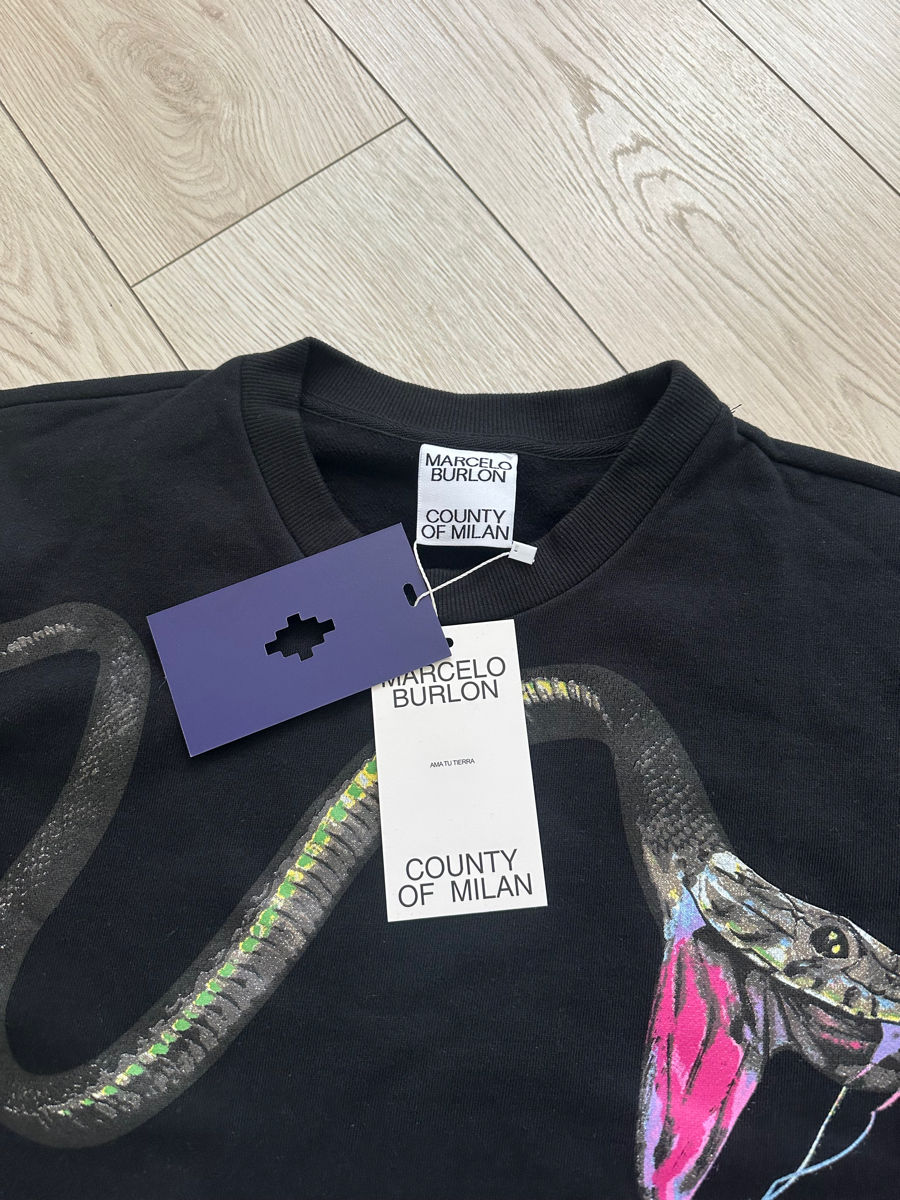 MARCELO
BURLON
COUNTY
OF MILAN
MARCELO
BURLON
AMA TU TIERRA
COUNTY
OF MILAN